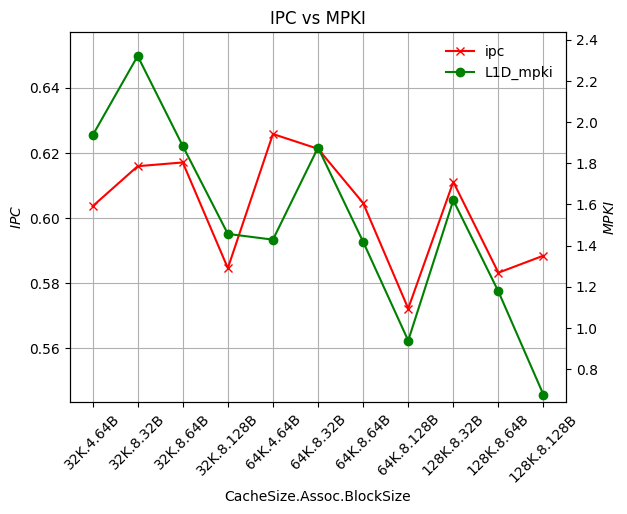 IPC vs MPKI
ipc
L1D_mpki
0.64
0.62
0.60
0.58
0.56
IPC
2.4
2.2
2.0
1.8
1.6
1.4
1.2
1.0
0.8
MPKI
32K.4.64B
32K.8.32B
32K.8.64B
32K.8.128B
64K.4.64B
64K.8.32B
64K.8.64B
64K.8.128B
128K.8.32B
128K.8.64B
128K.8.128B
CacheSize.Assoc.BlockSize